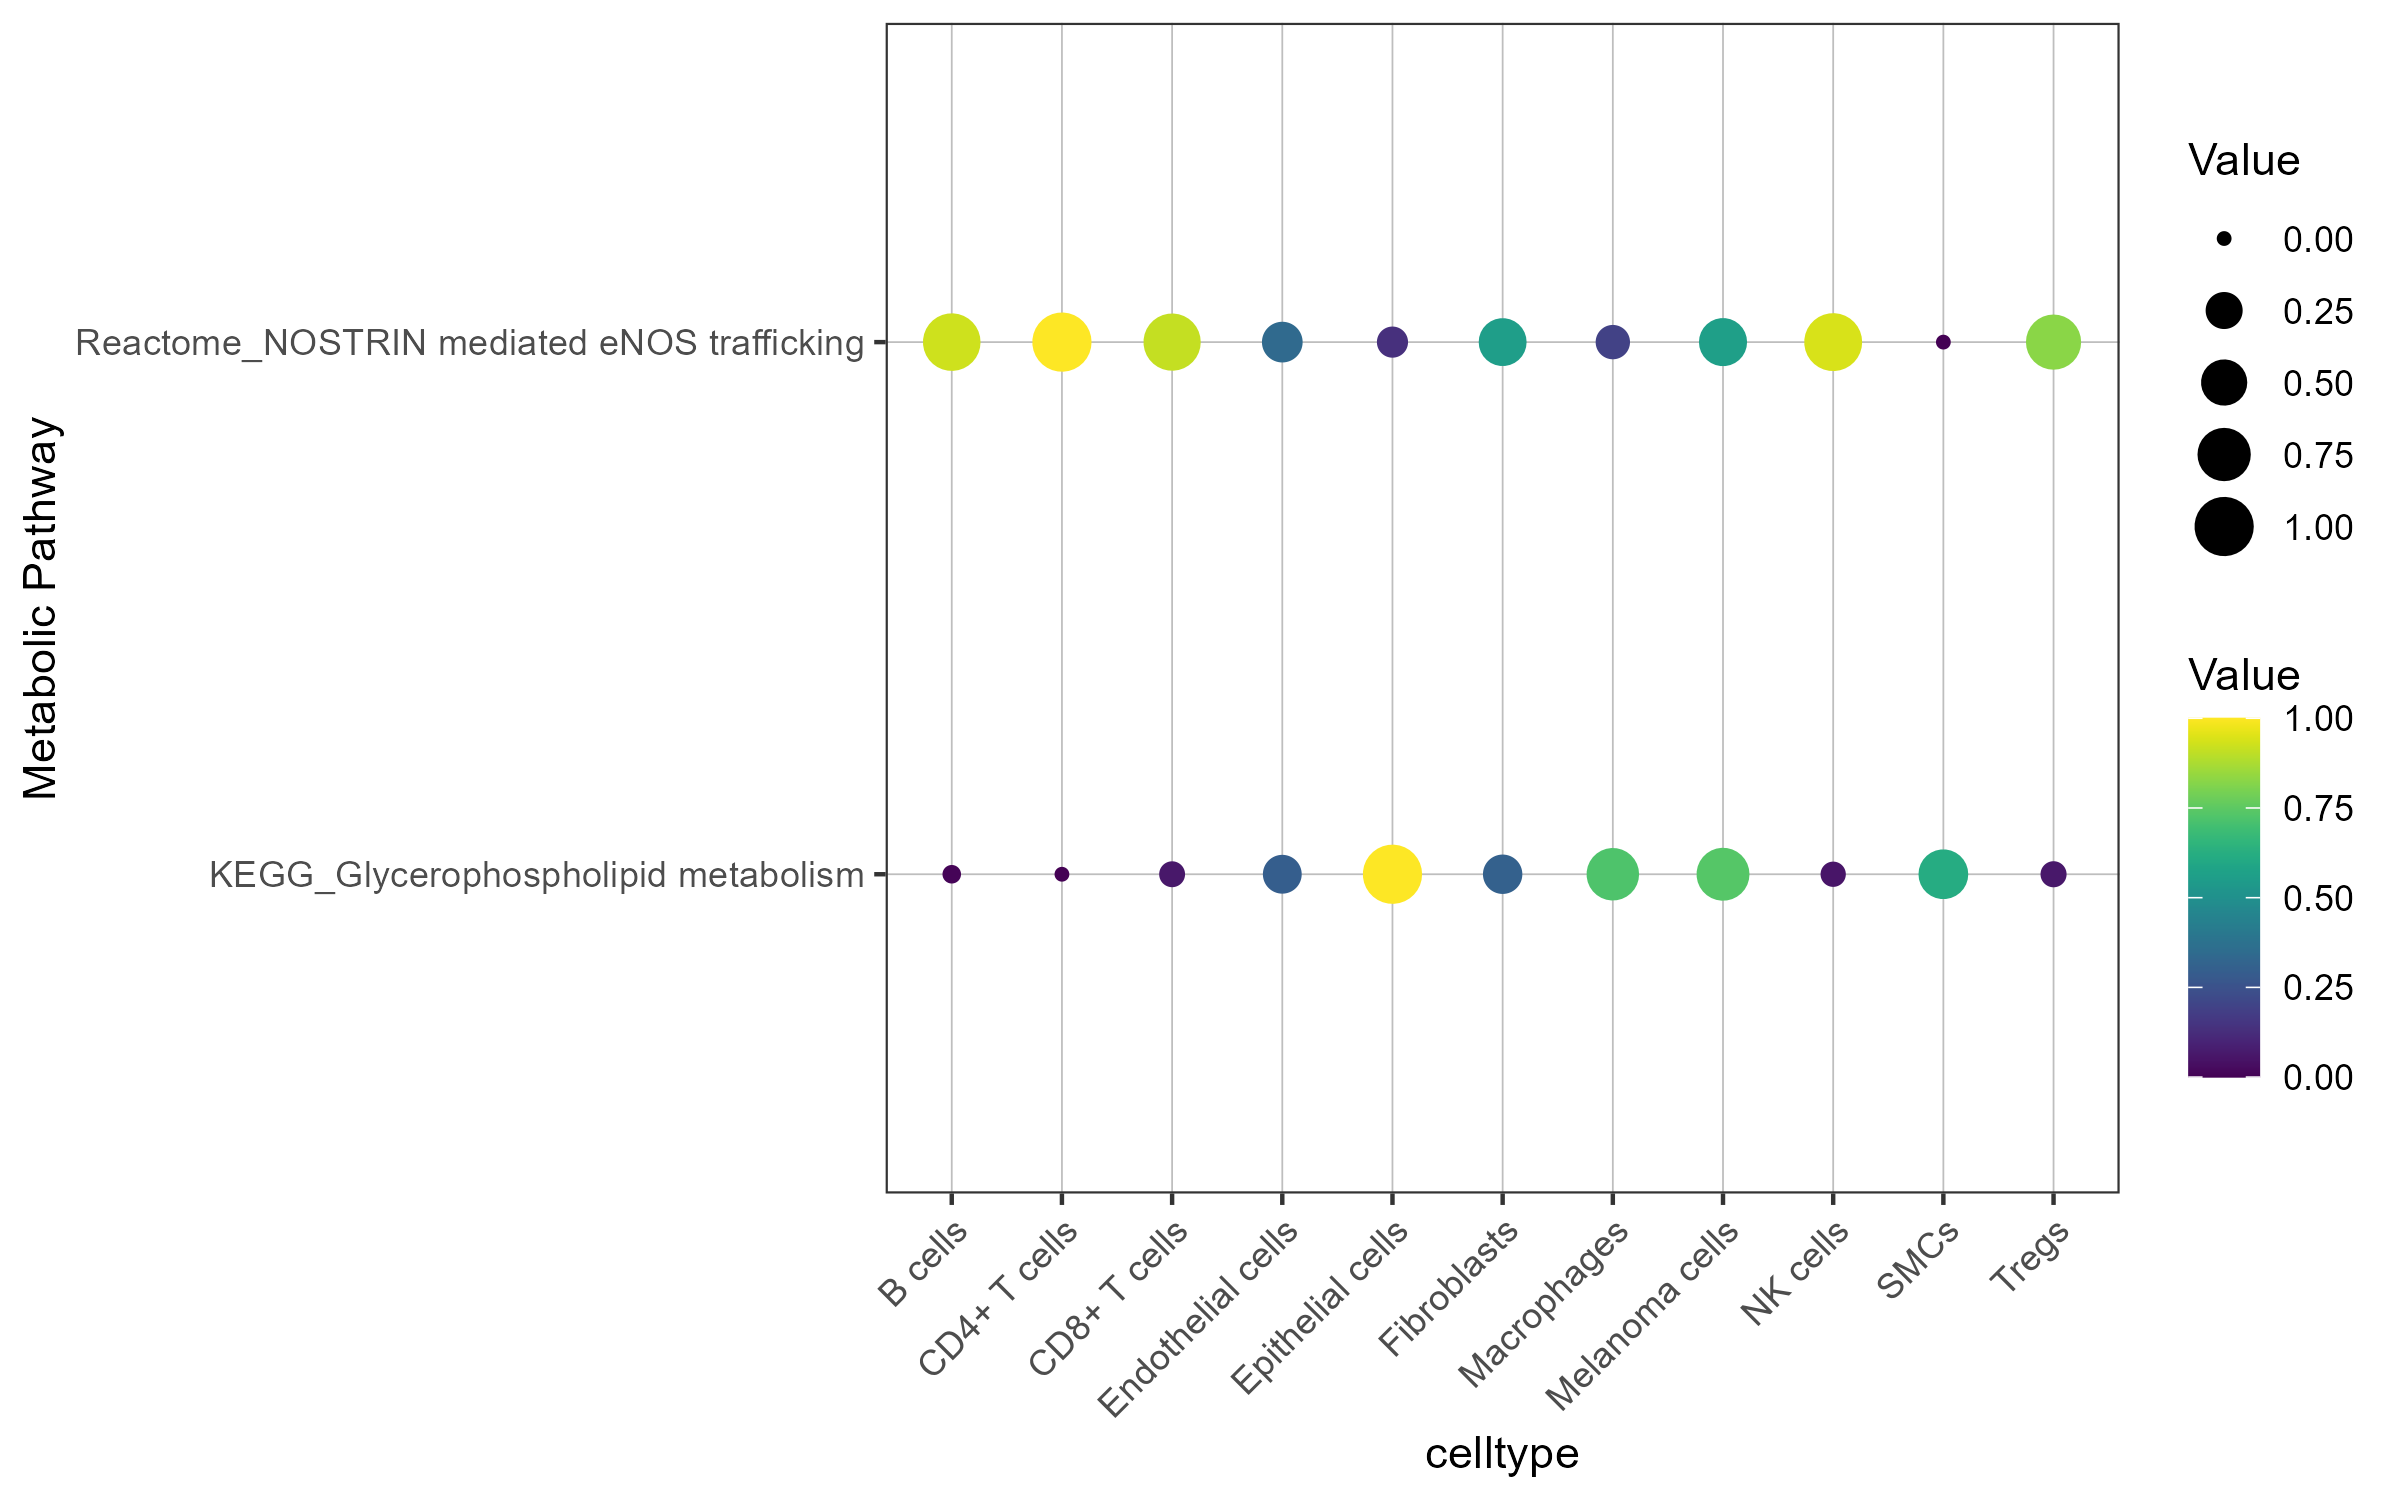 Metabolic Pathway
Reactome_NOSTRIN mediated eNOS trafficking
KEGG_Glycerophospholipid metabolism
B cells
CD4+ T cells
CD8+ T cells
Endothelial cells
Epithelial cells
Fibroblasts
Macrophages
Melanoma cells
NK cells
SMCs
Tregs
celltype
Value
0.00
0.25
0.50
0.75
1.00
Value
1.00
0.75
0.50
0.25
0.00